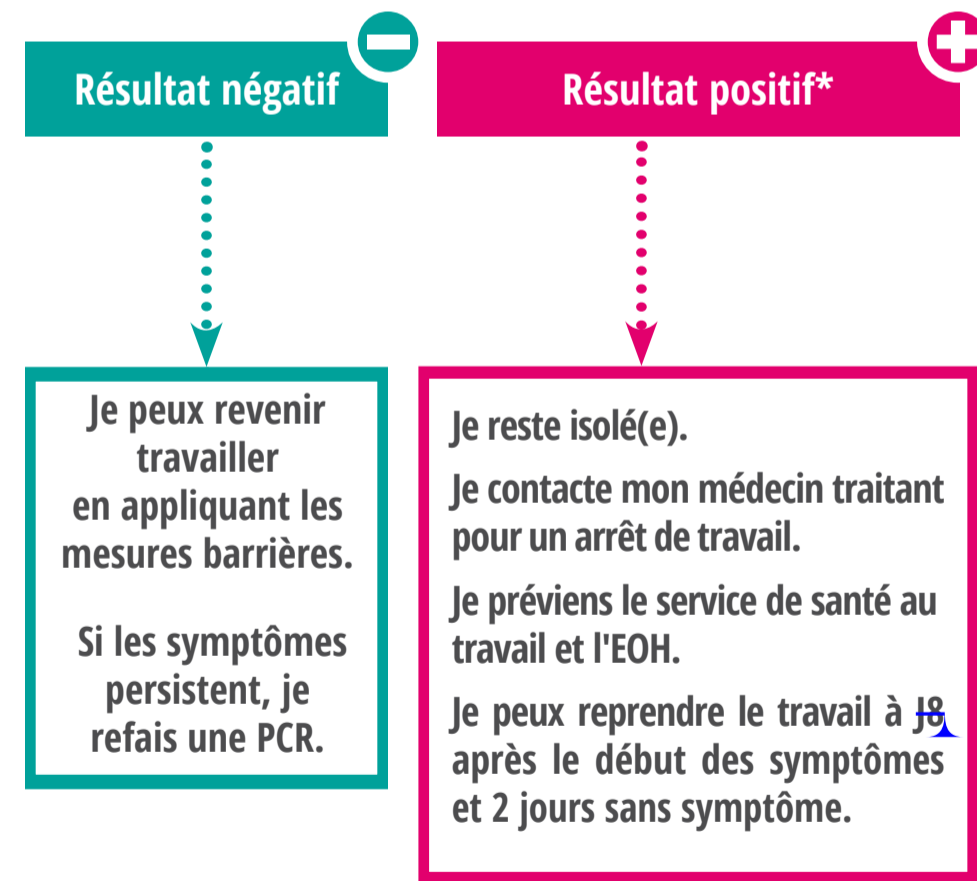 Résultat négatif
Je peux revenir
travailler
en appliquant les
mesures barrières.
Si les symptômes
persistent, je
refais une PCR.
Résultat positif*
Je reste isolé(e).
Je contacte mon médecin traitant
pour un arrêt de travail.
Je préviens le service de santé au
travail et l'EOH.
Je peux reprendre le travail à J8
après le début des symptômes
et 2 jours sans symptôme.